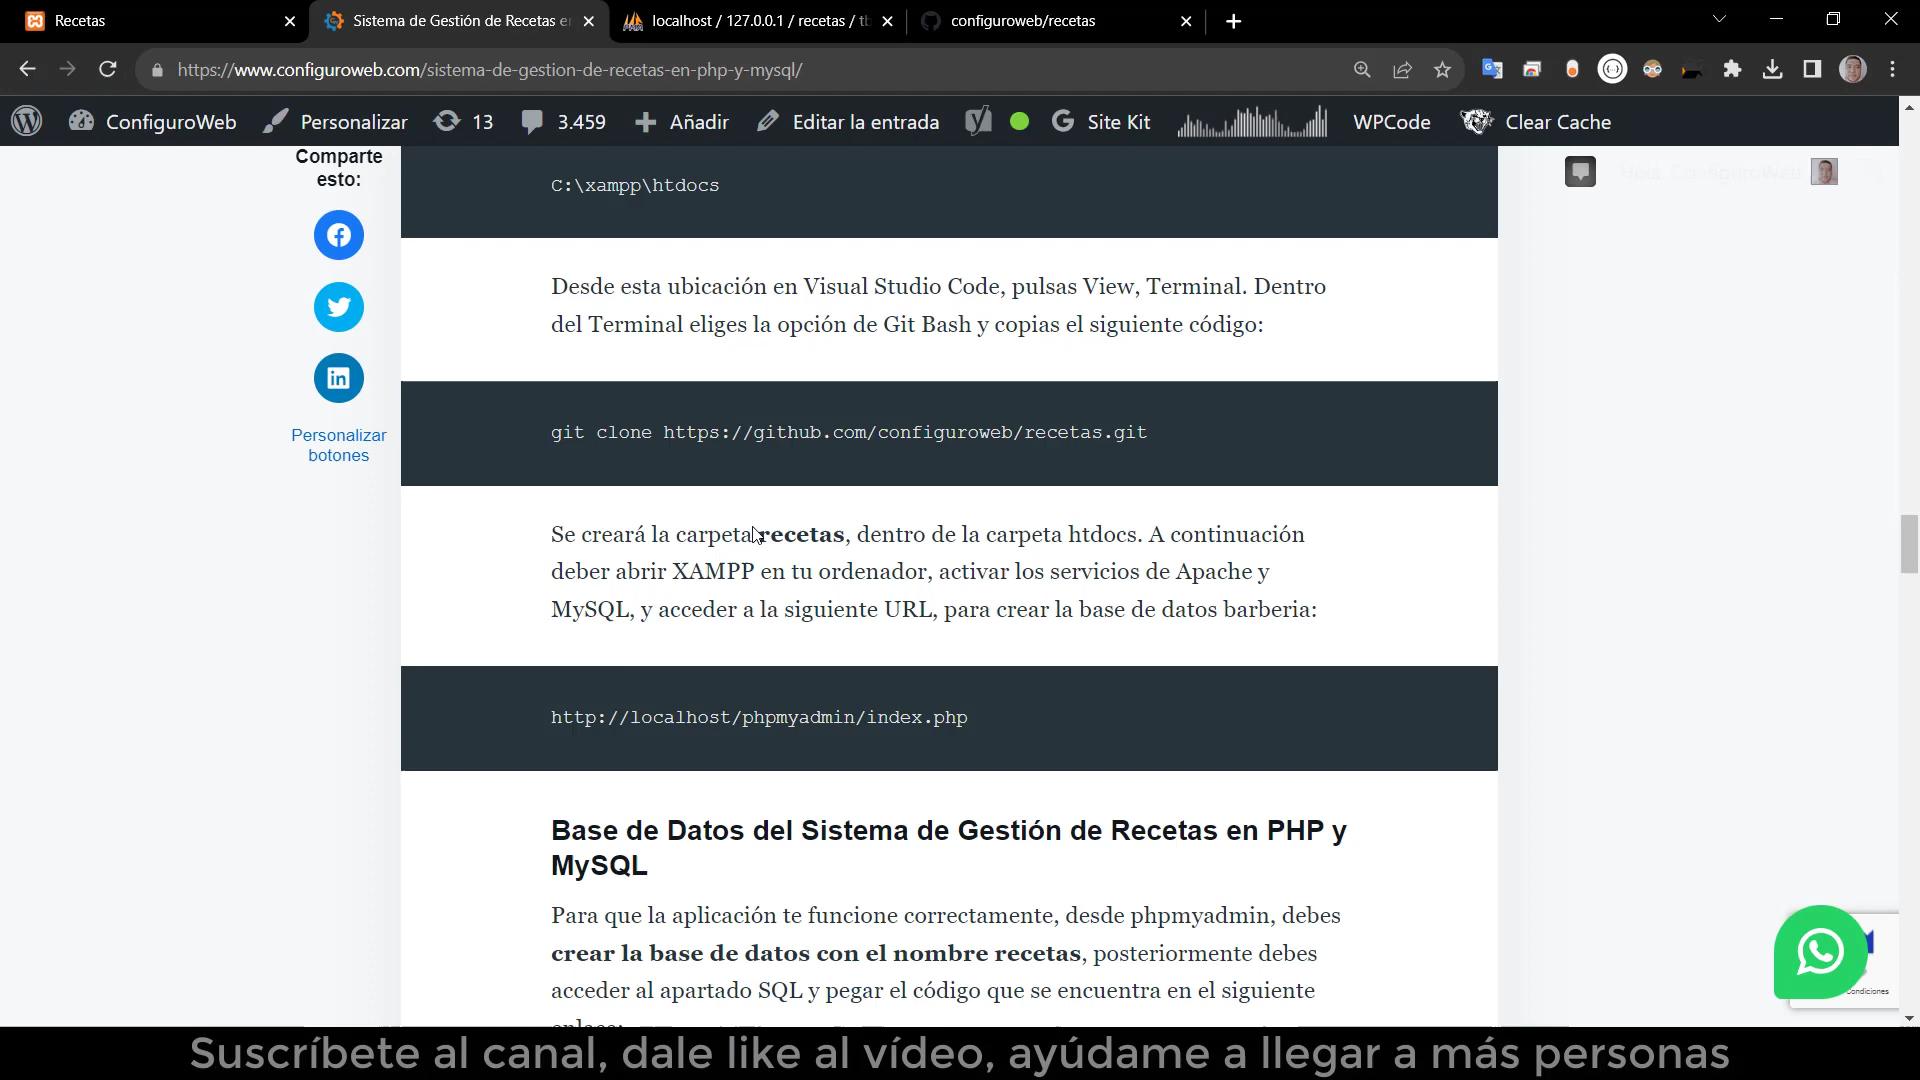 Recetas
Sistema de Gestión de Recetas en
localhost / 127.0.0.1 / recetas / tb
configuroweb/recetas
https://www.configuroweb.com/sistema-de-gestion-de-recetas-en-php-y-mysql/
ConfiguroWeb
Personalizar
13
3.459
Añadir
Editar la entrada
Site Kit
WPCode
Clear Cache
Comparte
esto:
Hola, ConfiguroWeb
C:\xampp\htdocs
Desde esta ubicación en Visual Studio Code, pulsas View, Terminal. Dentro
del Terminal eliges la opción de Git Bash y copias el siguiente código:
Personalizar
botones
git clone https://github.com/configuroweb/recetas.git
Se creará la carpeta recetas, dentro de la carpeta htdocs. A continuación
deber abrir XAMPP en tu ordenador, activar los servicios de Apache y
MySQL, y acceder a la siguiente URL, para crear la base de datos barberia:
http://localhost/phpmyadmin/index.php
Base de Datos del Sistema de Gestión de Recetas en PHP y
MySQL
Para que la aplicación te funcione correctamente, desde phpmyadmin, debes
crear la base de datos con el nombre recetas, posteriormente debes
acceder al apartado SQL y pegar el código que se encuentra en el siguiente
enlace:
Condiciones
Suscríbete al canal, dale like al vídeo, ayúdame a llegar a más personas